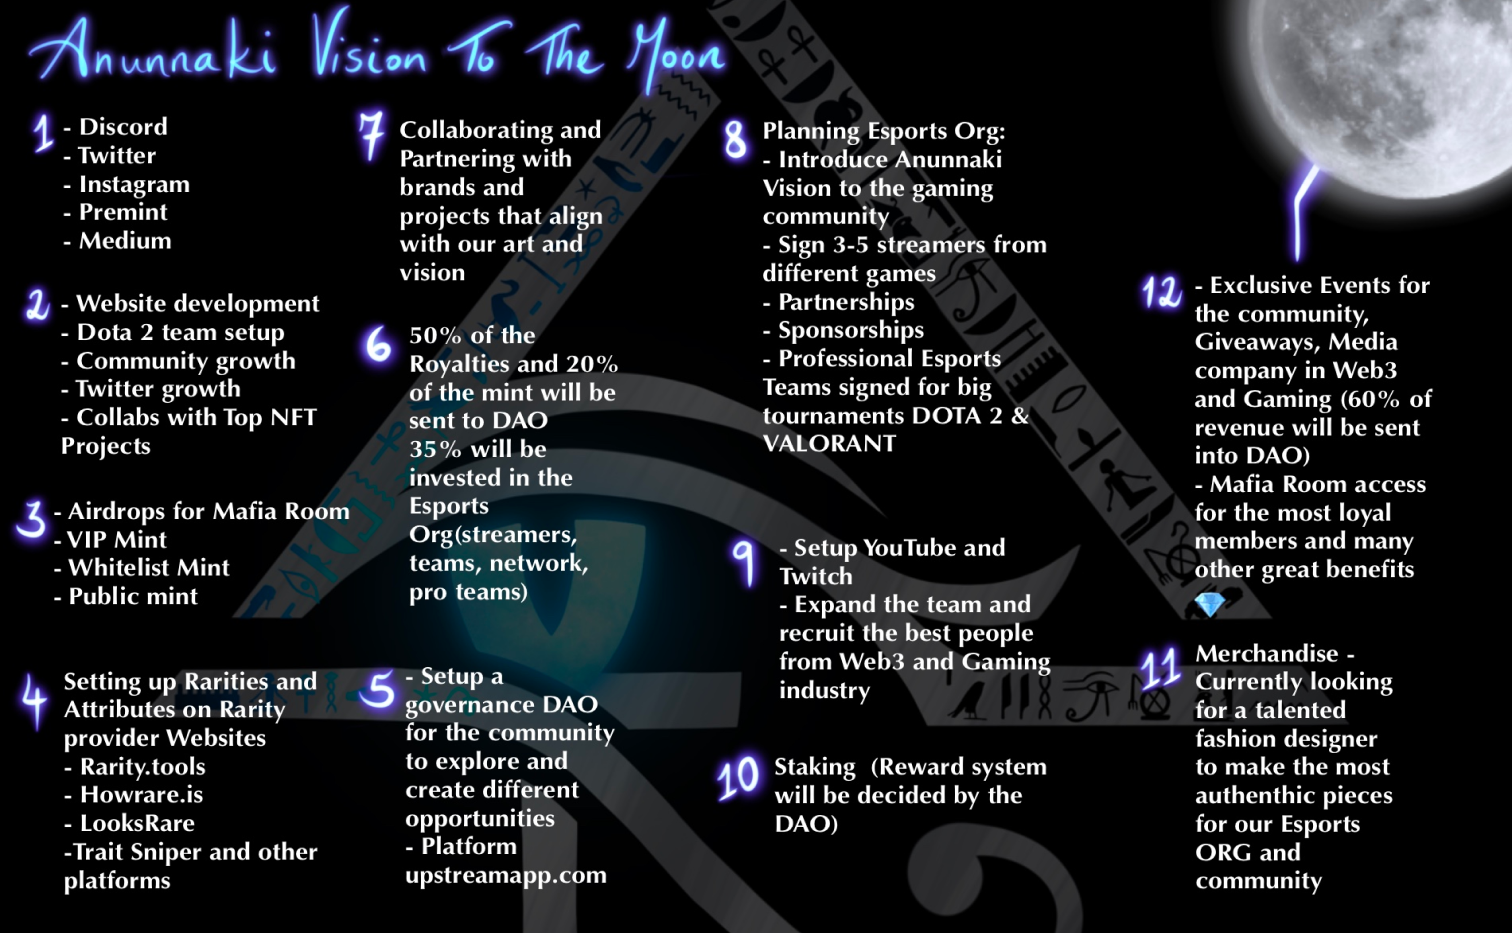 Anunnaki Vision To The Moon
1
- Discord
- Twitter
- Instagram
- Premint
- Medium
2
- Website development
- Dota 2 team setup
- Community growth
- Twitter growth
- Collabs with Top NFT
Projects
3
- Airdrops for Mafia Room
- VIP Mint
- Whitelist Mint
- Public mint
4
Setting up Rarities and
Attributes on Rarity
provider Websites
- Rarity.tools
- Howrare.is
- LooksRare
-Trait Sniper and other
platforms
5
- Setup a
governance DAO
for the community
to explore and
create different
opportunities
- Platform
upstreamapp.com
6
50% of the
Royalties and 20%
of the mint will be
sent to DAO
35% will be
invested in the
Esports
Org(streamers,
teams, network,
pro teams)
7
Collaborating and
Partnering with
brands and
projects that align
with our art and
vision
8
Planning Esports Org:
- Introduce Anunnaki
Vision to the gaming
community
- Sign 3-5 streamers from
different games
- Partnerships
- Sponsorships
- Professional Esports
Teams signed for big
tournaments DOTA 2 &
VALORANT
9
- Setup YouTube and
Twitch
- Expand the team and
recruit the best people
from Web3 and Gaming
industry
10
Staking (Reward system
will be decided by the
DAO)
11
Merchandise -
Currently looking
for a talented
fashion designer
to make the most
authenthic pieces
for our Esports
ORG and
community
12
- Exclusive Events for
the community,
Giveaways, Media
company in Web3
and Gaming (60% of
revenue will be sent
into DAO)
- Mafia Room access
for the most loyal
members and many
other great benefits
💎